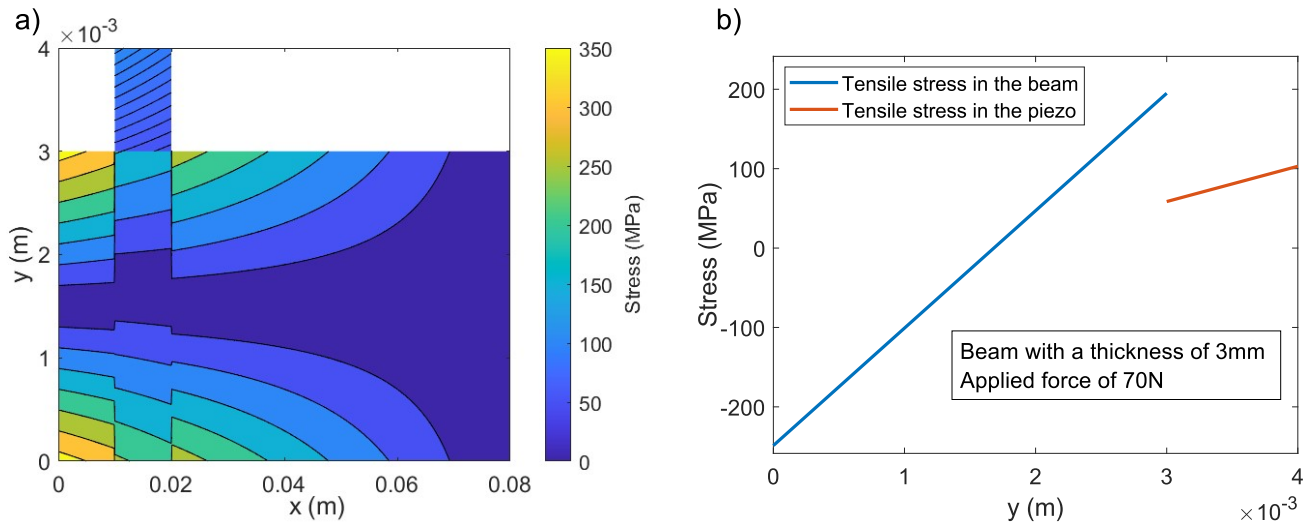 a)
×10⁻³
4
3
2
1
0
y (m)
0
0.02
0.04
0.06
0.08
x (m)
350
300
250
200
150
100
50
0
Stress (MPa)
b)
Tensile stress in the beam
Tensile stress in the piezo
200
100
0
-100
-200
Stress (MPa)
Beam with a thickness of 3mm
Applied force of 70N
0
1
2
3
4
y (m)
×10⁻³